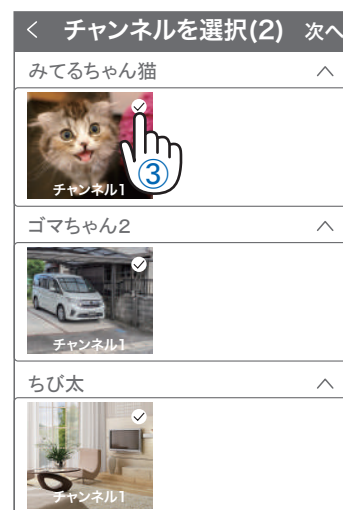 チャンネルを選択(2) 次へ
みてるちゃん猫
③
チャンネル1
ゴマちゃん2
チャンネル1
ちび太
チャンネル1